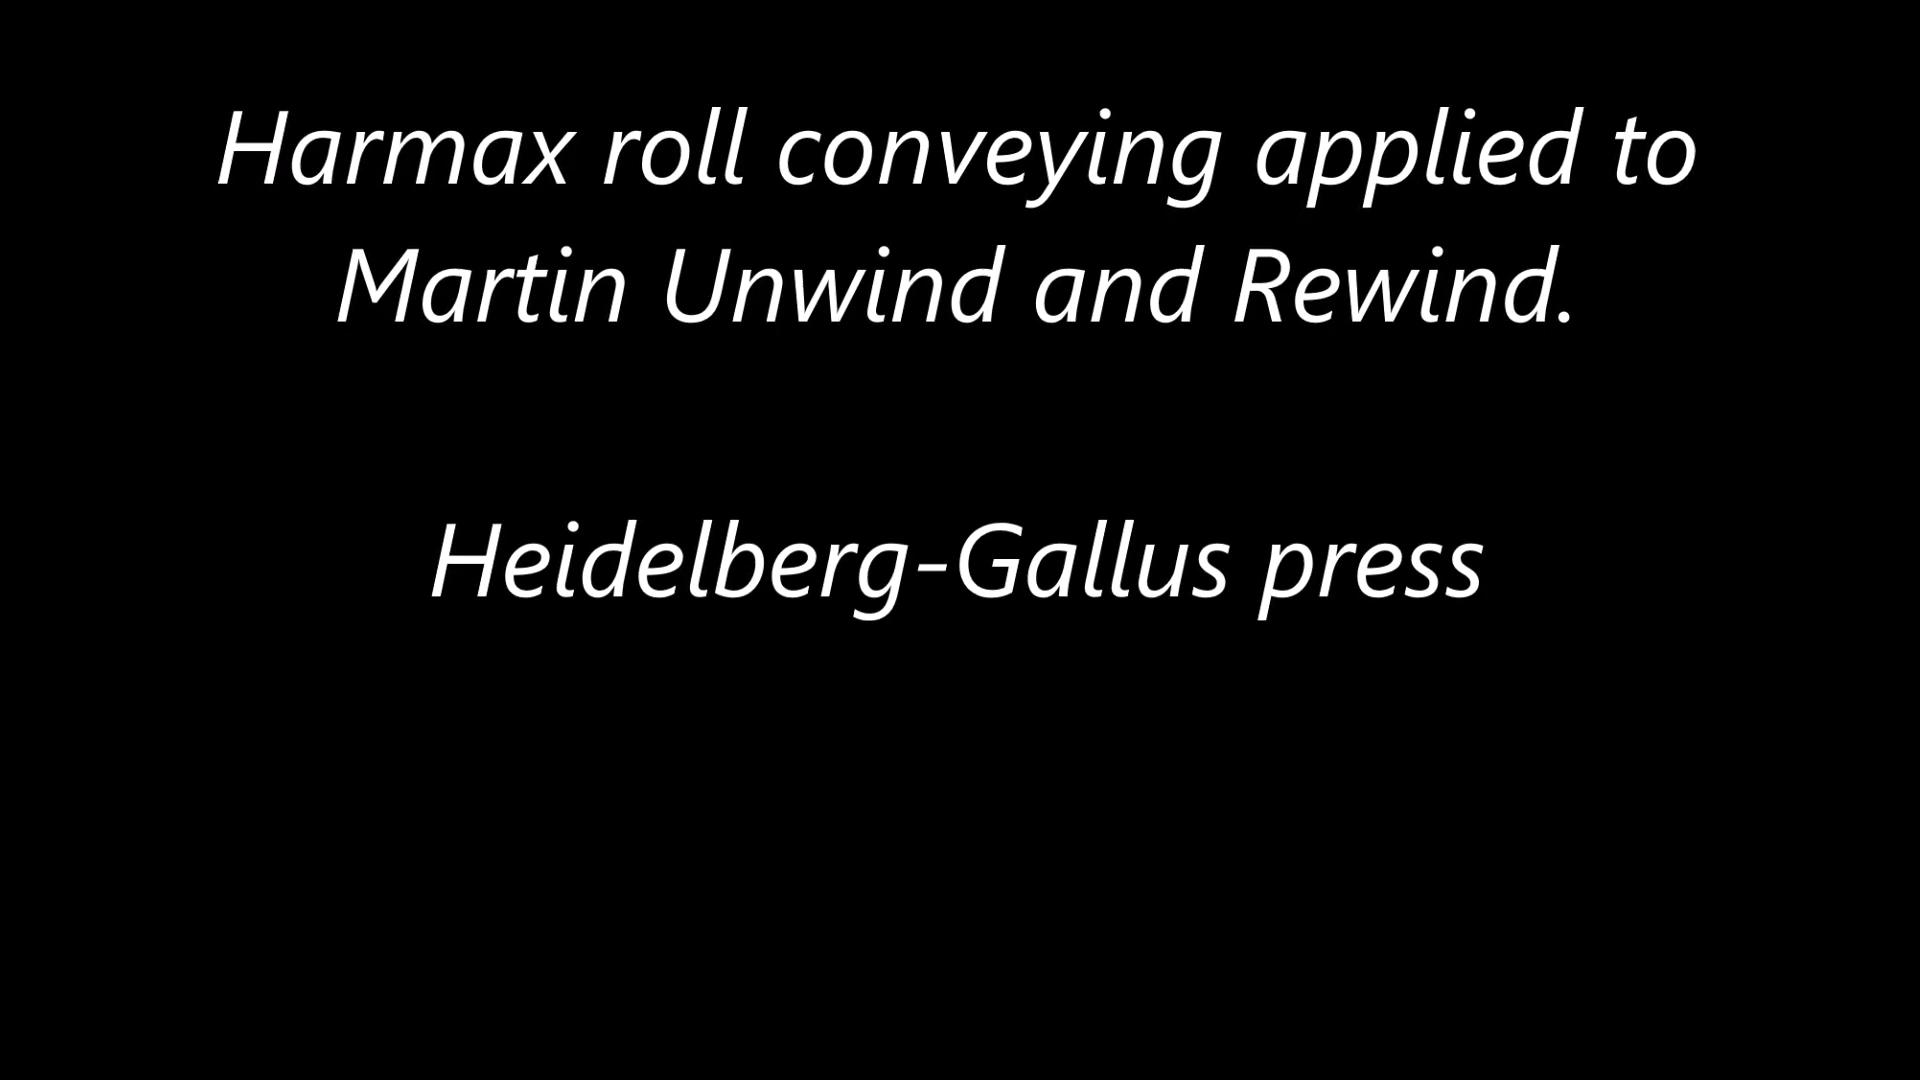 Harmax roll conveying applied to
Martin Unwind and Rewind.
Heidelberg-Gallus press